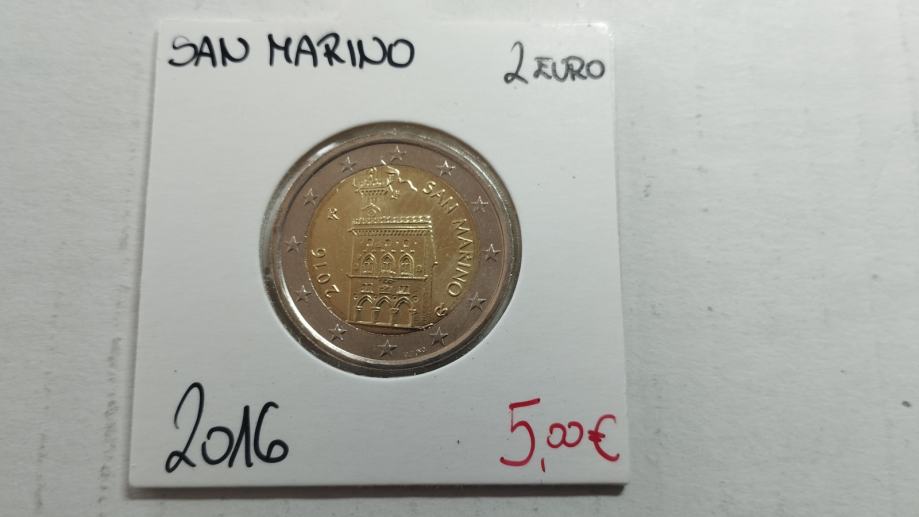 SAN MARINO
2 EURO
SAN MARINO
2016
R
2016
5,00€